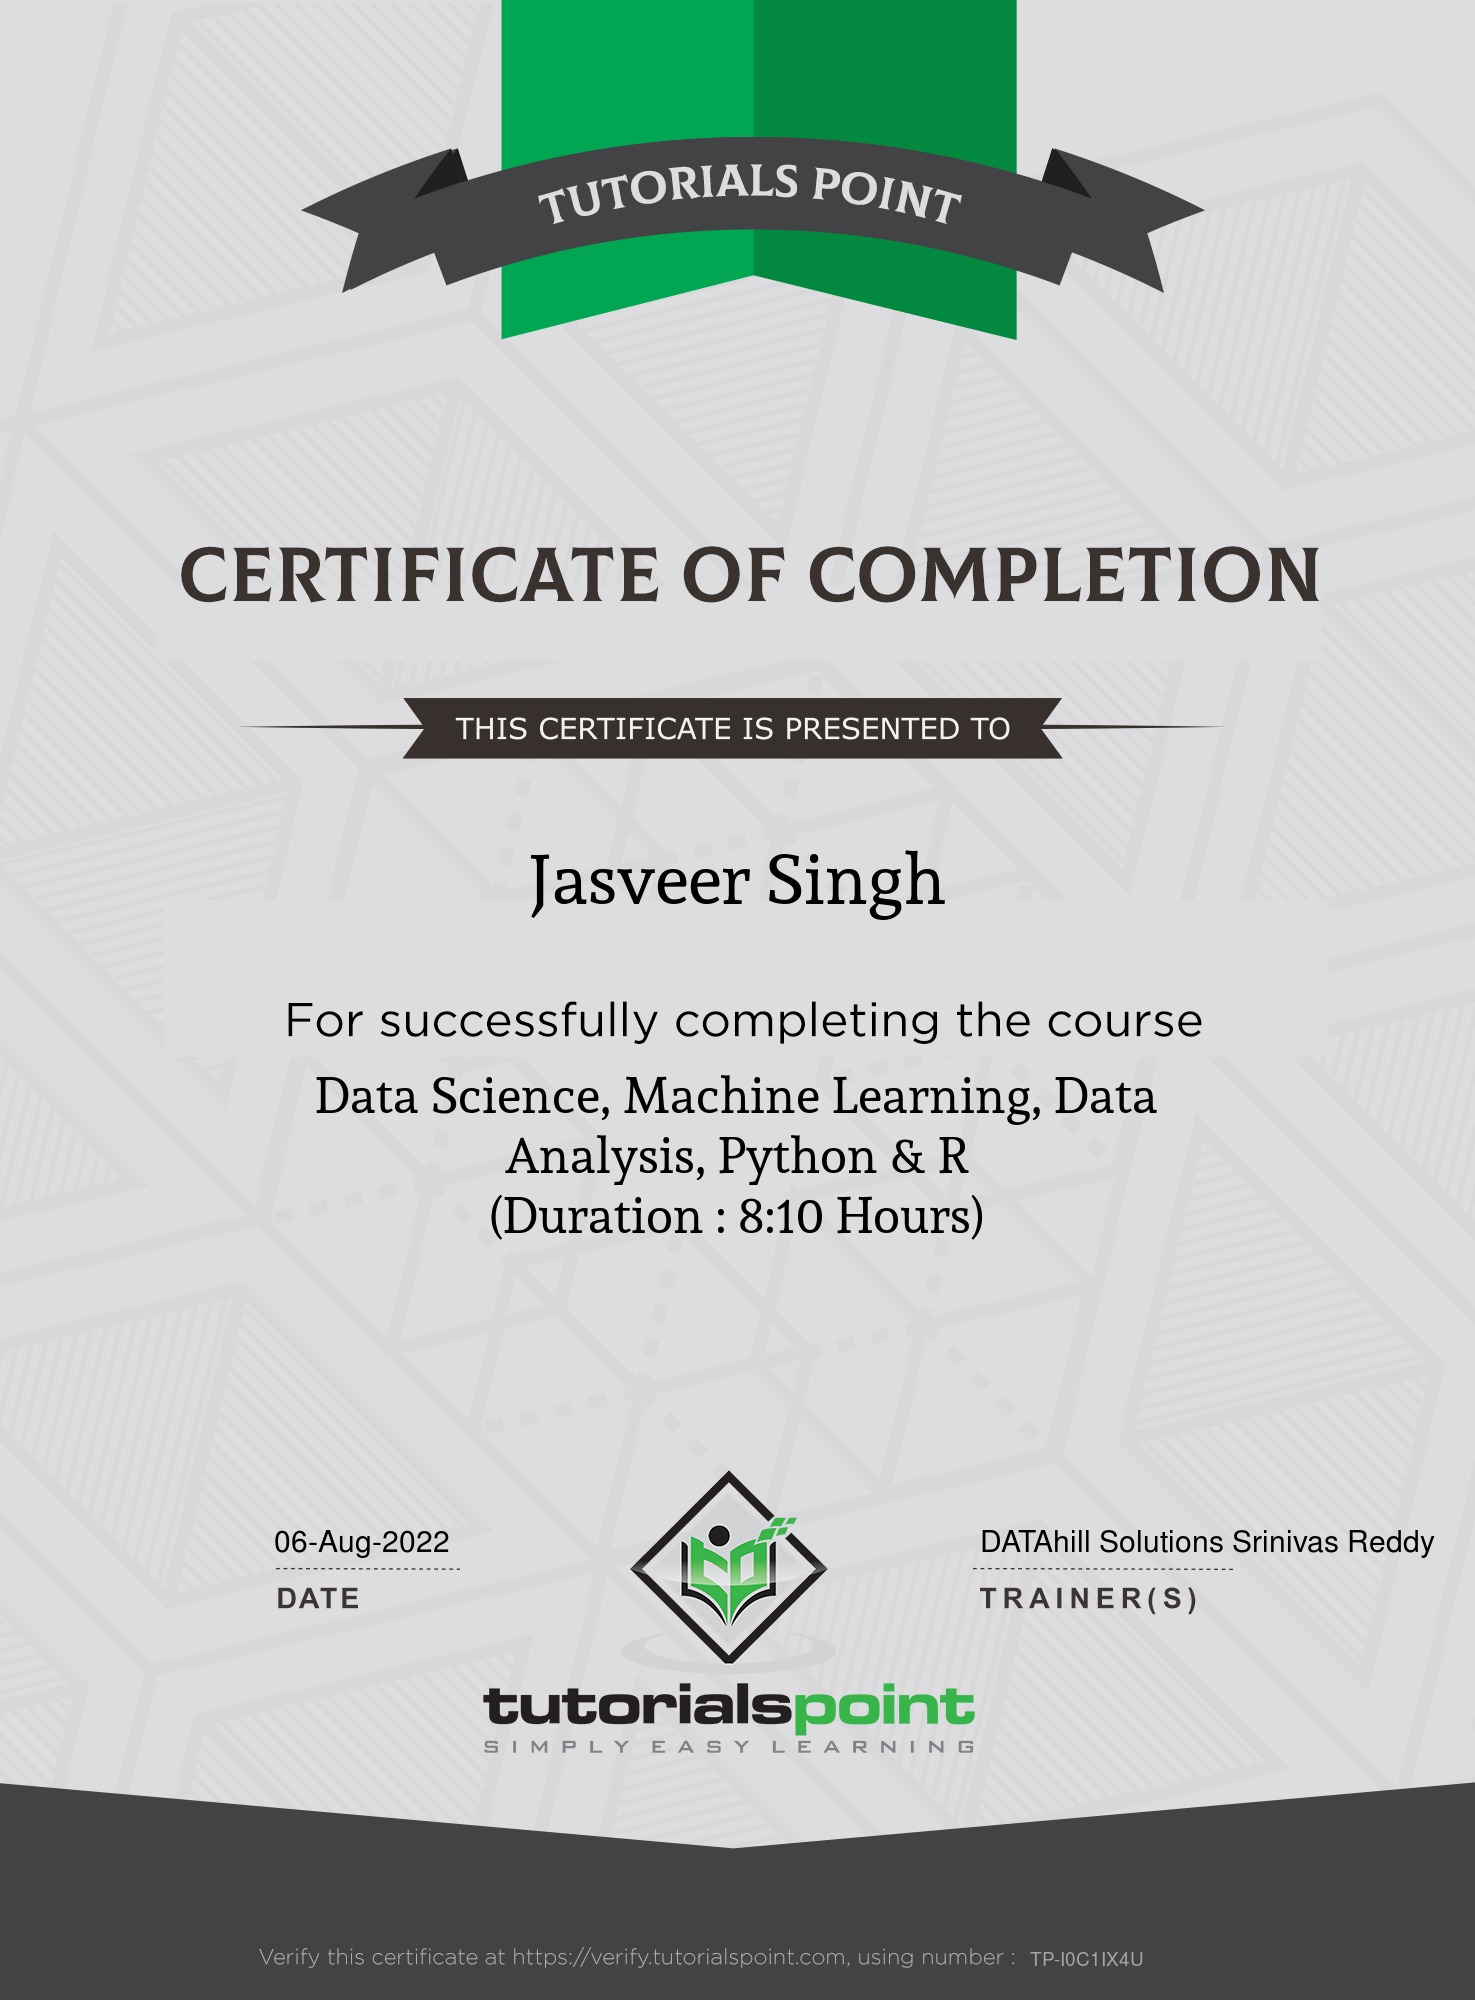 TUTORIALS POINT
CERTIFICATE OF COMPLETION
THIS CERTIFICATE IS PRESENTED TO
Jasveer Singh
For successfully completing the course
Data Science, Machine Learning, Data
Analysis, Python & R
(Duration : 8:10 Hours)
06-Aug-2022
DATE
DATAhill Solutions Srinivas Reddy
TRAINER(S)
tutorialspoint
SIMPLY EASY LEARNING
Verify this certificate at https://verify.tutorialspoint.com, using number : TP-I0C1IX4U